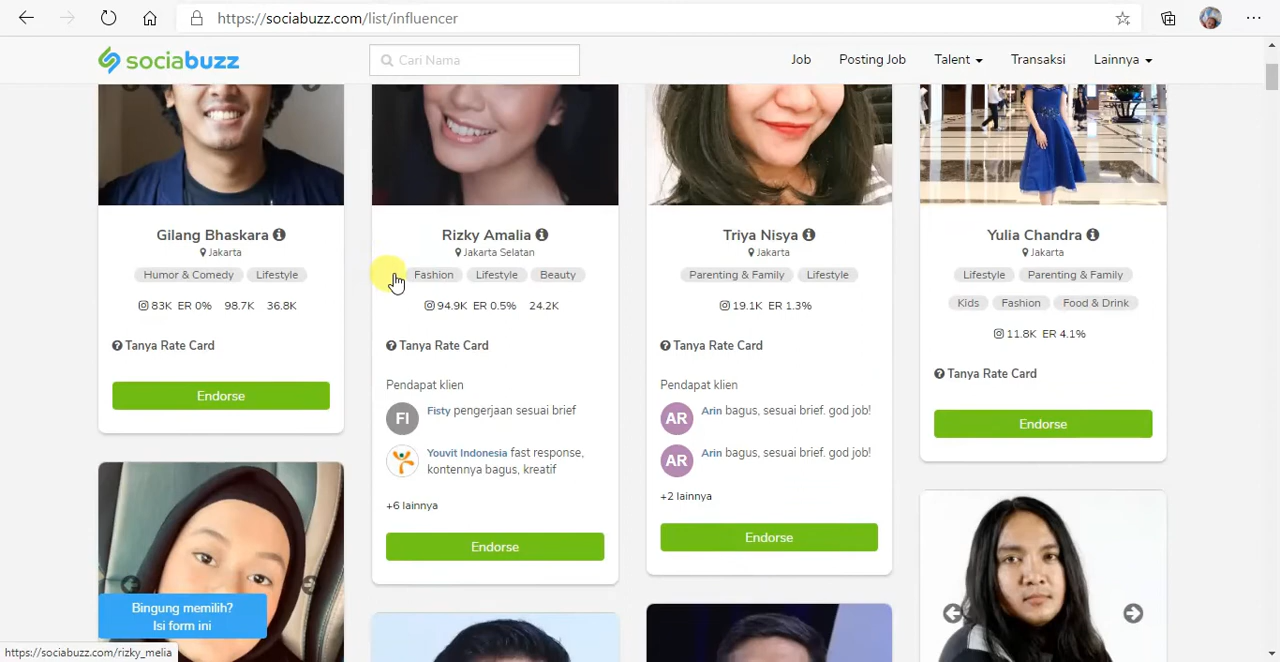 https://sociabuzz.com/list/influencer
sociabuzz
Cari Nama
Job
Posting Job
Talent
Transaksi
Lainnya
Gilang Bhaskara
Jakarta
Humor & Comedy
Lifestyle
83K ER 0% 98.7K 36.8K
Tanya Rate Card
Endorse
Rizky Amalia
Jakarta Selatan
Fashion
Lifestyle
Beauty
94.9K ER 0.5% 24.2K
Tanya Rate Card
Pendapat klien
FI
Fisty pengerjaan sesuai brief
Youvit Indonesia fast response,
kontennya bagus, kreatif
+6 lainnya
Endorse
Triya Nisya
Jakarta
Parenting & Family
Lifestyle
19.1K ER 1.3%
Tanya Rate Card
Pendapat klien
AR
Arin bagus, sesuai brief. god job!
AR
Arin bagus, sesuai brief. god job!
+2 lainnya
Endorse
Yulia Chandra
Jakarta
Lifestyle
Parenting & Family
Kids
Fashion
Food & Drink
11.8K ER 4.1%
Tanya Rate Card
Endorse
Bingung memilih?
Isi form ini
https://sociabuzz.com/rizky_melia